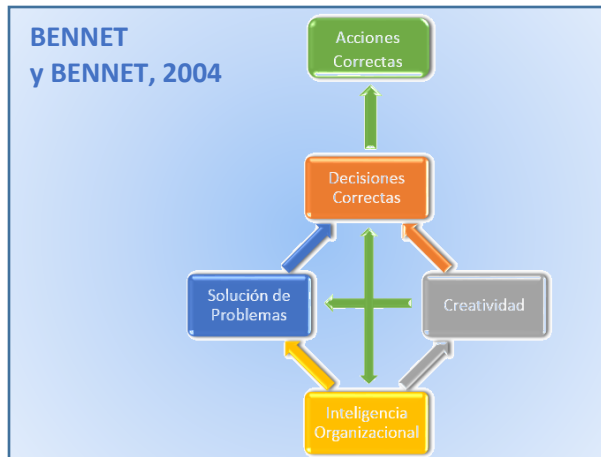 BENNET
y BENNET, 2004
Acciones
Correctas
Decisiones
Correctas
Solución de
Problemas
Creatividad
Inteligencia
Organizacional